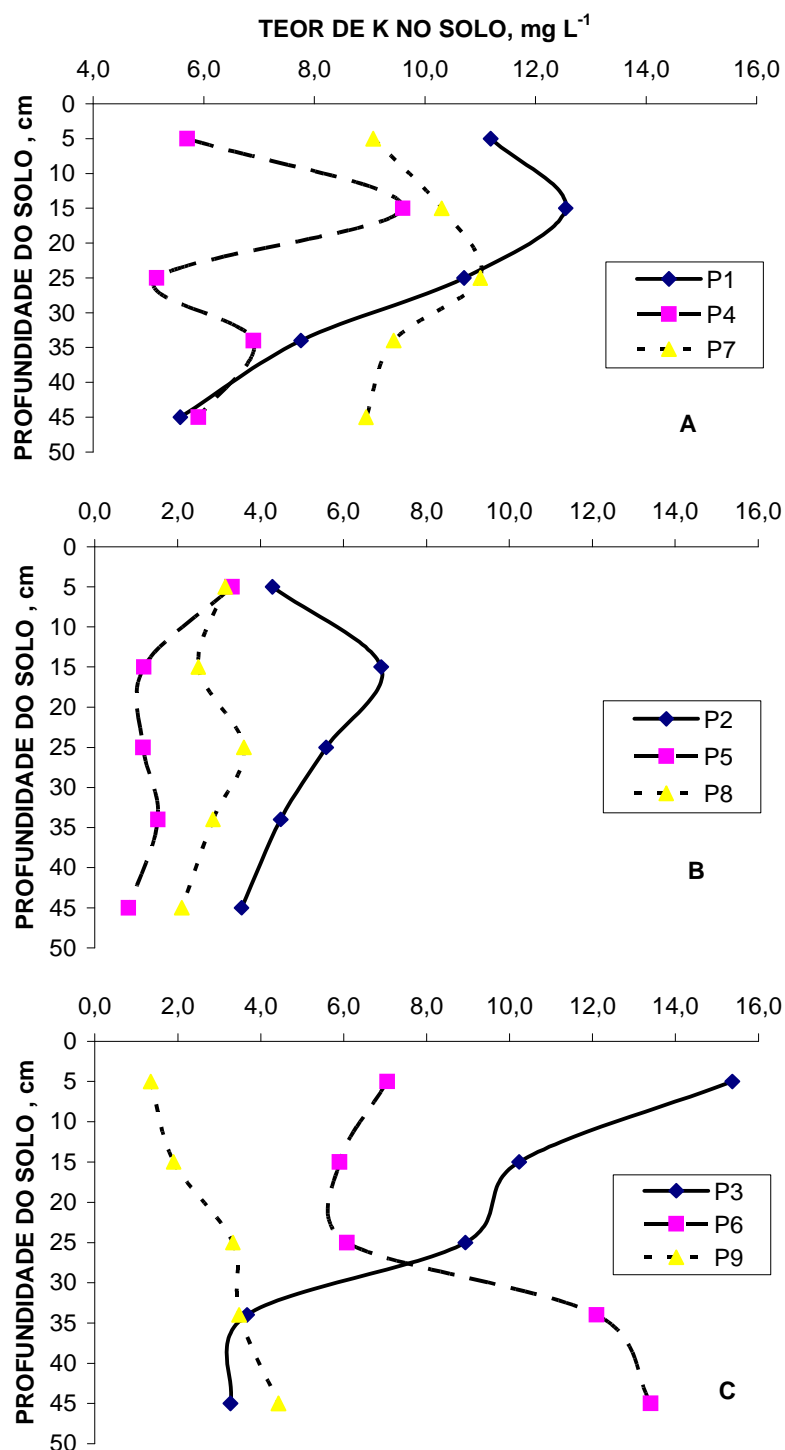 TEOR DE K NO SOLO, mg L-1
4,0 6,0 8,0 10,0 12,0 14,0 16,0
PROFUNDIDADE DO SOLO , cm
0
5
10
15
20
25
30
35
40
45
50
P1
P4
P7
A
0,0 2,0 4,0 6,0 8,0 10,0 12,0 14,0 16,0
PROFUNDIDADE DO SOLO , cm
0
5
10
15
20
25
30
35
40
45
50
P2
P5
P8
B
0,0 2,0 4,0 6,0 8,0 10,0 12,0 14,0 16,0
PROFUNDIDADE DO SOLO , cm
0
5
10
15
20
25
30
35
40
45
50
P3
P6
P9
C